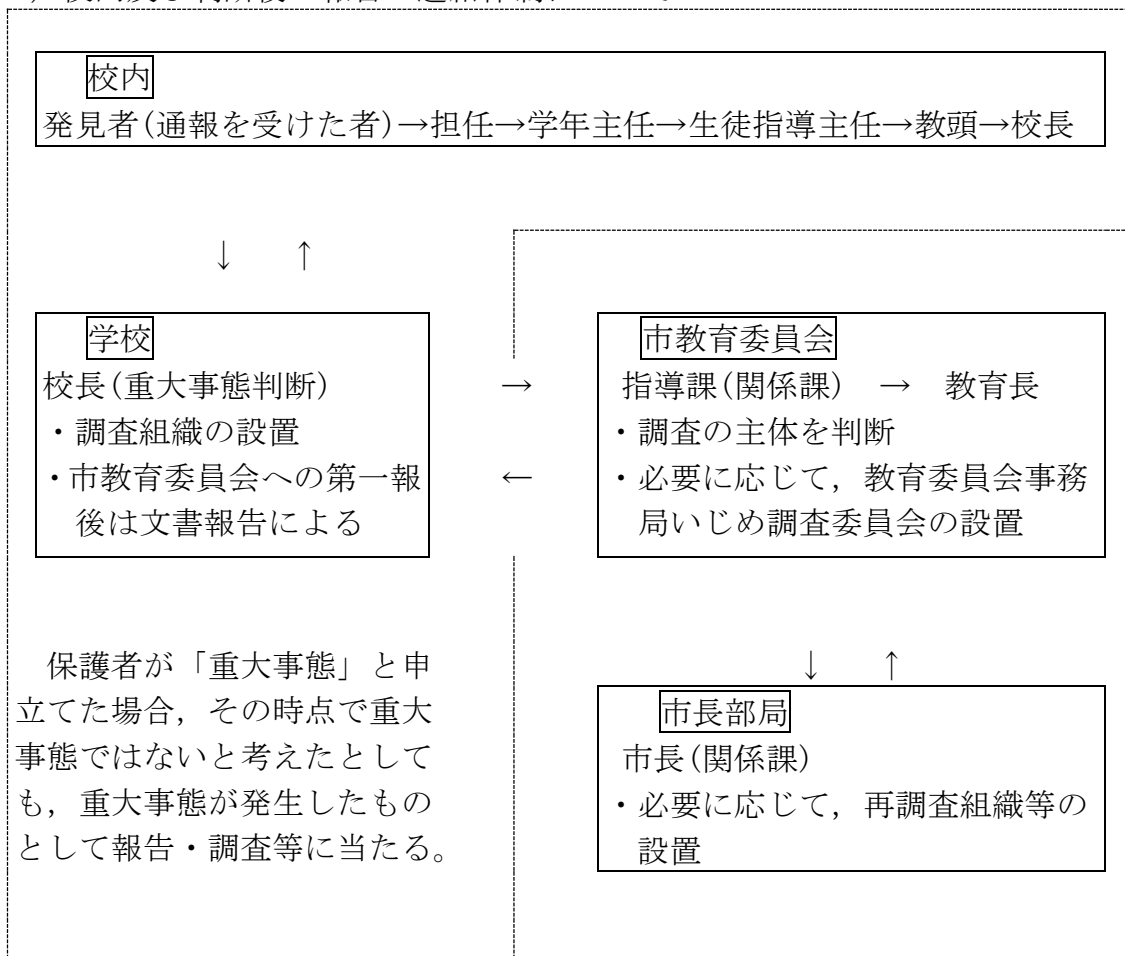 校内
発見者(通報を受けた者)→担任→学年主任→生徒指導主任→教頭→校長
↓ ↑
学校
校長(重大事態判断)
・調査組織の設置
・市教育委員会への第一報
後は文書報告による
→
←
市教育委員会
指導課(関係課) → 教育長
・調査の主体を判断
・必要に応じて，教育委員会事務
局いじめ調査委員会の設置
保護者が「重大事態」と申
立てた場合，その時点で重大
事態ではないと考えたとして
も，重大事態が発生したもの
として報告・調査等に当たる。
↓ ↑
市長部局
市長(関係課)
・必要に応じて，再調査組織等の
設置